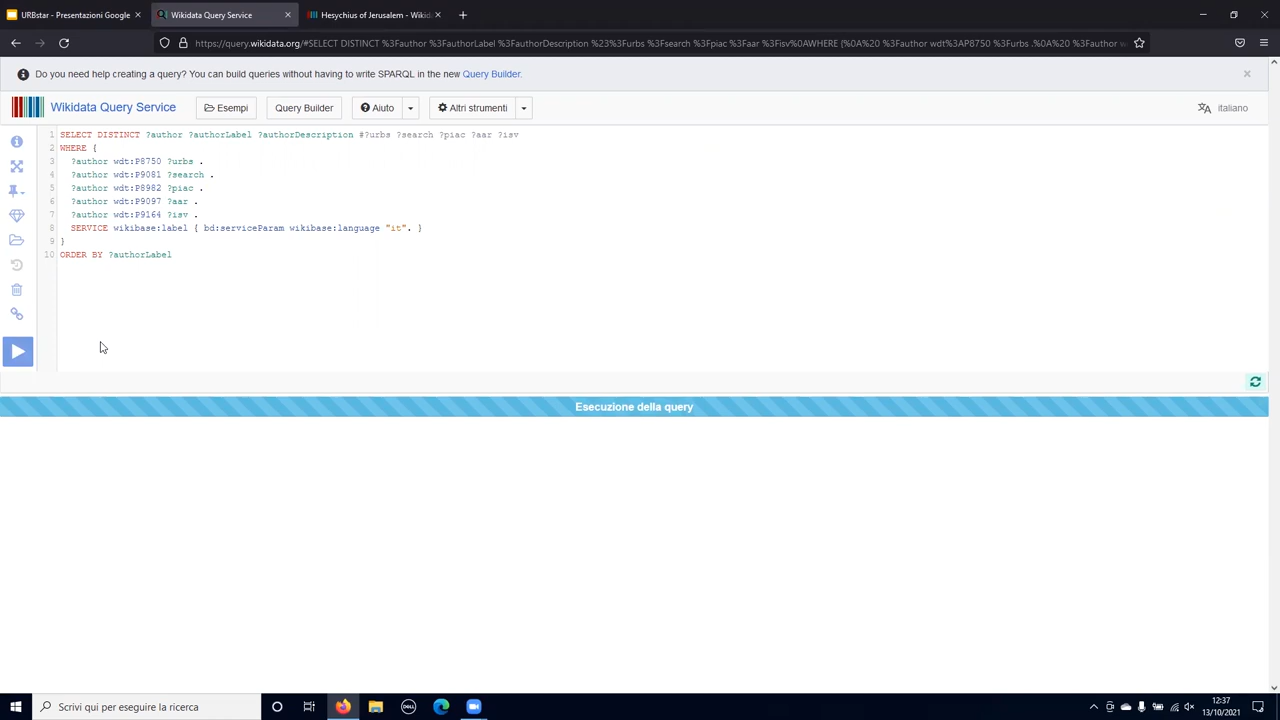 URBstar - Presentazioni Google
Wikidata Query Service
Hesychius of Jerusalem - Wikid
https://query.wikidata.org/#SELECT DISTINCT %3Fauthor %3FauthorLabel %3FauthorDescription %23%3Furbs %3Fsearch %3Fpiac %3Faar %3Fisv%0AWHERE {%0A%20 %3Fauthor wdt%3AP8750 %3Furbs .%0A%20 %3Fauthor w
Do you need help creating a query? You can build queries without having to write SPARQL in the new Query Builder.
Wikidata Query Service
Esempi
Query Builder
Aiuto
Altri strumenti
italiano
1 SELECT DISTINCT ?author ?authorLabel ?authorDescription #?urbs ?search ?piac ?aar ?isv
2 WHERE {
3 ?author wdt:P8750 ?urbs .
4 ?author wdt:P9081 ?search .
5 ?author wdt:P8982 ?piac .
6 ?author wdt:P9097 ?aar .
7 ?author wdt:P9164 ?isv .
8 SERVICE wikibase:label { bd:serviceParam wikibase:language "it". }
9 }
10 ORDER BY ?authorLabel
Esecuzione della query
Scrivi qui per eseguire la ricerca
DELL
12:37
13/10/2021